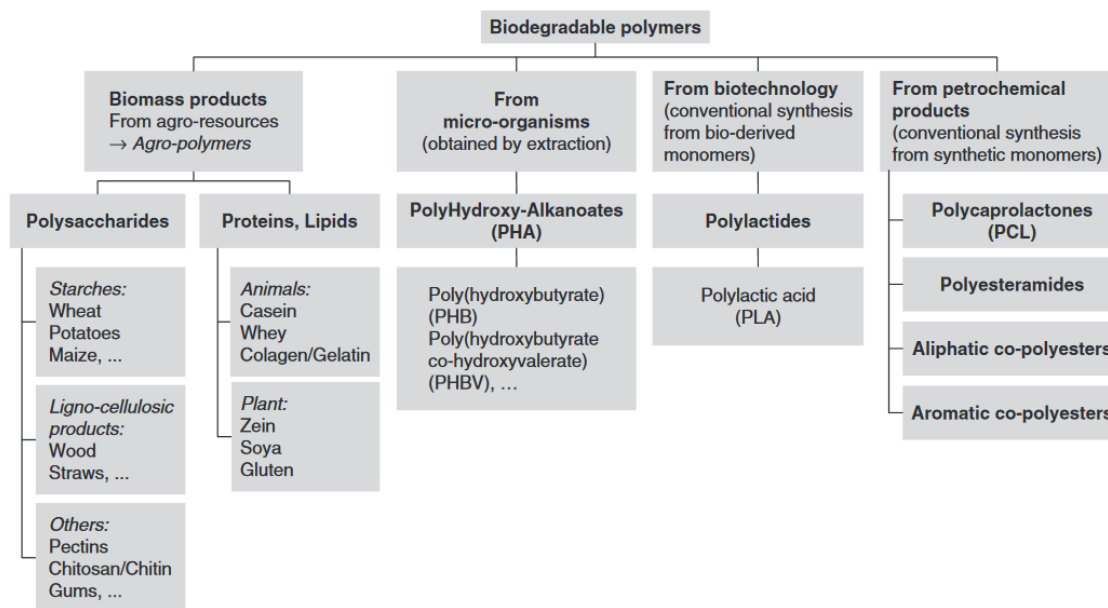 Biodegradable polymers
Biomass products
From agro-resources
→ Agro-polymers
From
micro-organisms
(obtained by extraction)
From biotechnology
(conventional synthesis
from bio-derived
monomers)
From petrochemical
products
(conventional synthesis
from synthetic monomers)
Polysaccharides
Proteins, Lipids
PolyHydroxy-Alkanoates
(PHA)
Polylactides
Polycaprolactones
(PCL)
Starches:
Wheat
Potatoes
Maize, ...
Animals:
Casein
Whey
Colagen/Gelatin
Poly(hydroxybutyrate)
(PHB)
Poly(hydroxybutyrate
co-hydroxyvalerate)
(PHBV), ...
Polylactic acid
(PLA)
Polyesteramides
Aliphatic co-polyesters
Aromatic co-polyesters
Ligno-cellulosic
products:
Wood
Straws, ...
Plant:
Zein
Soya
Gluten
Others:
Pectins
Chitosan/Chitin
Gums, ...